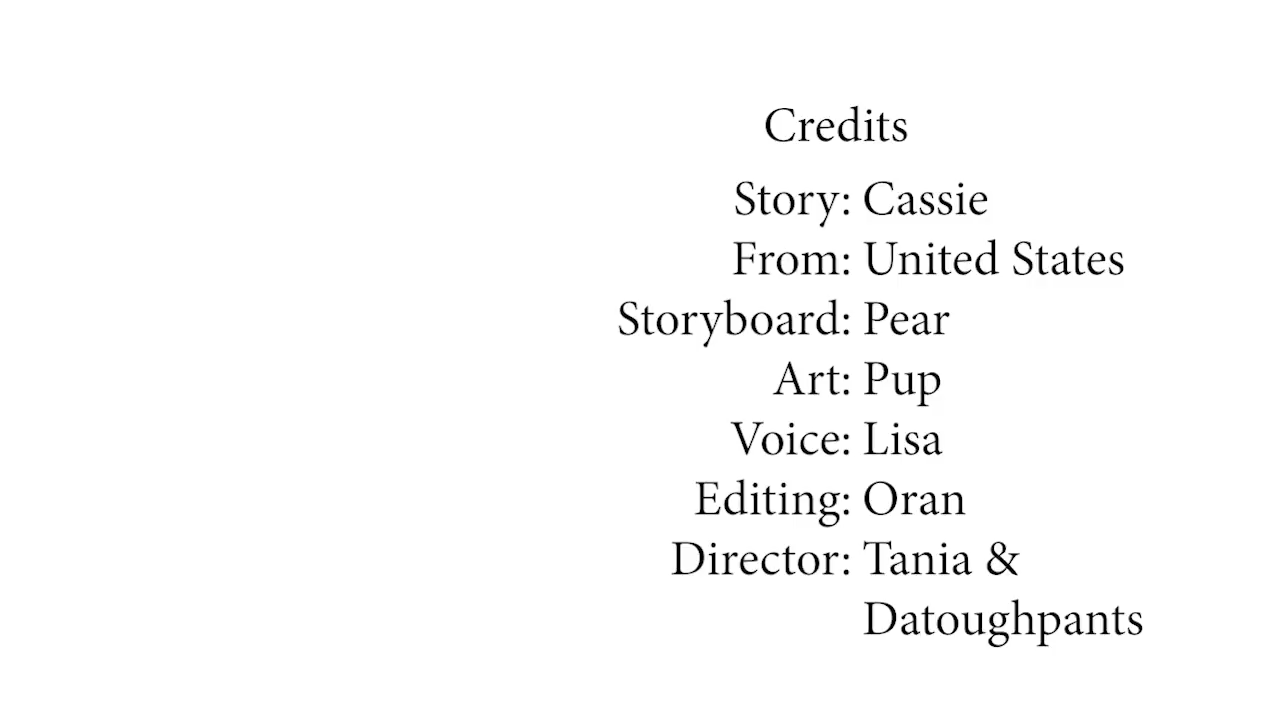 Credits
Story: Cassie
From: United States
Storyboard: Pear
Art: Pup
Voice: Lisa
Editing: Oran
Director: Tania &
Datoughpants